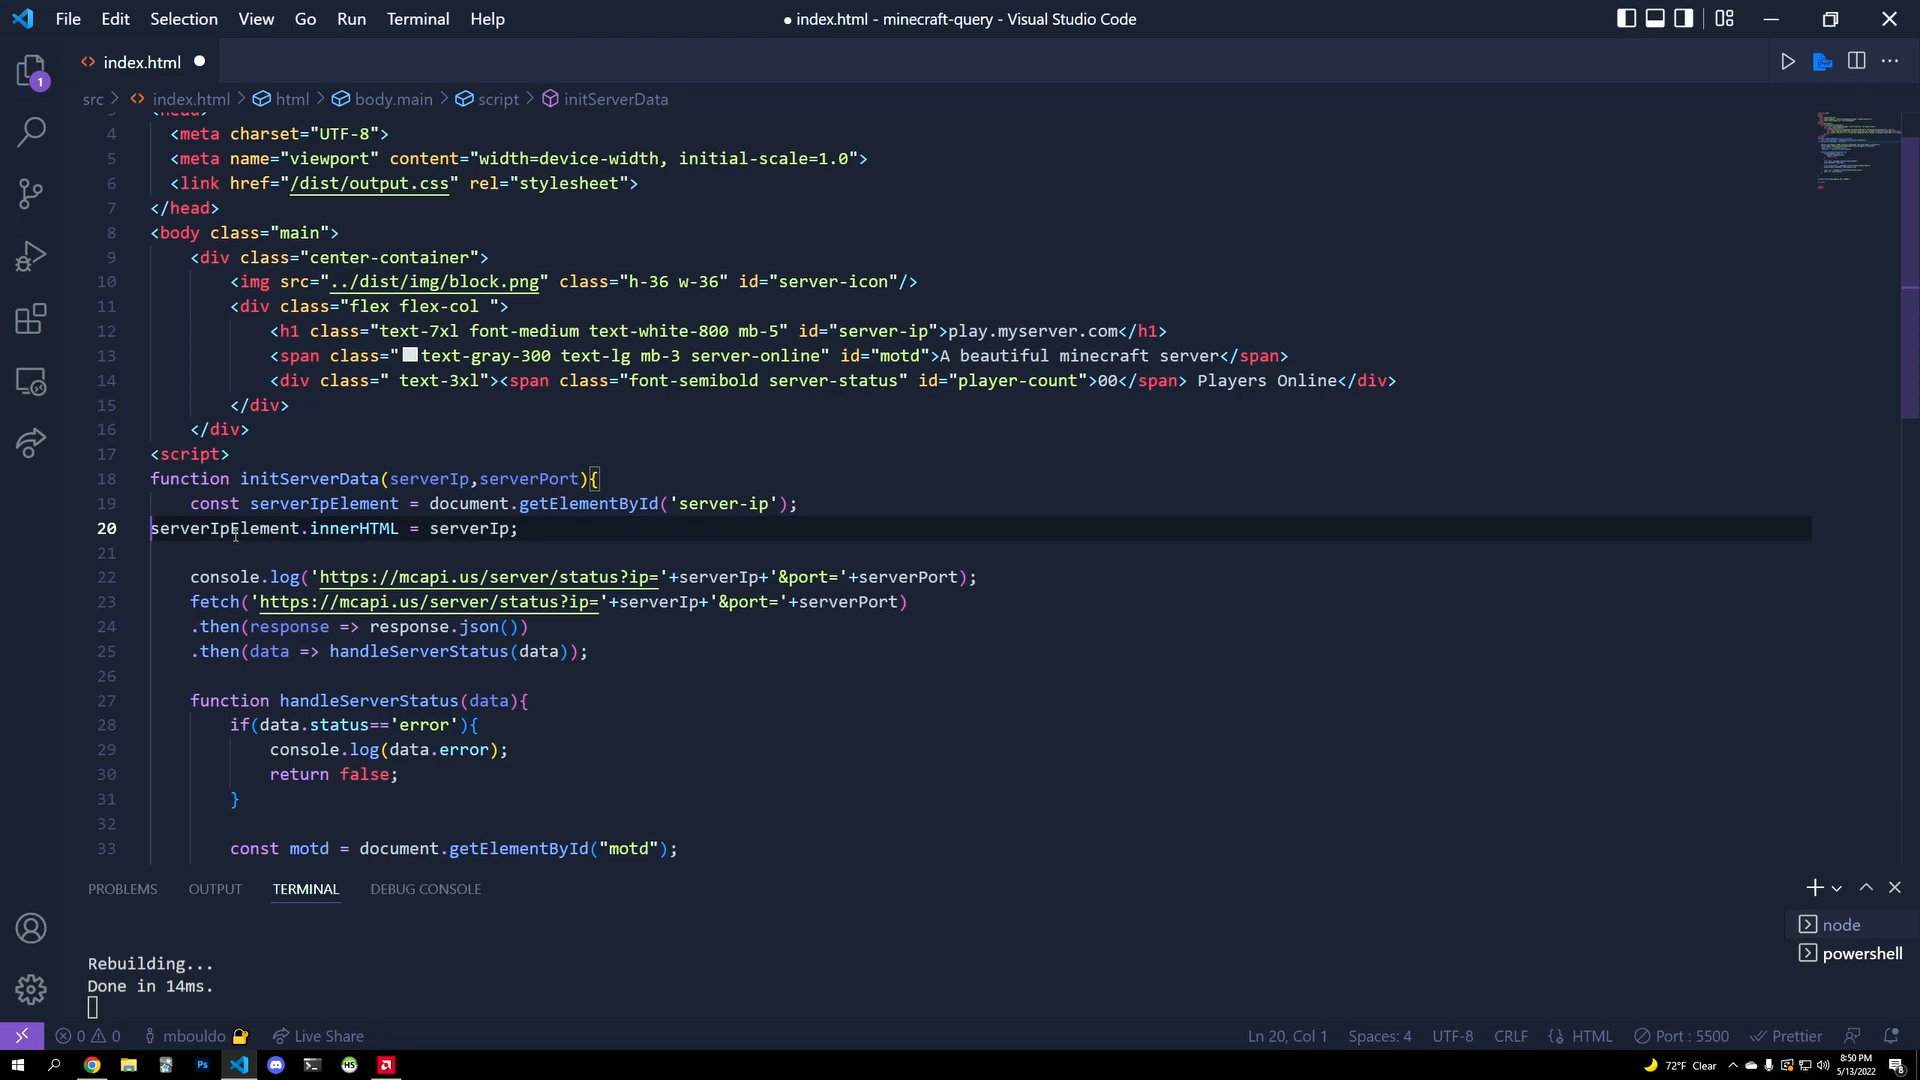 File Edit Selection View Go Run Terminal Help
● index.html - minecraft-query - Visual Studio Code
<> index.html ●
1
src > <> index.html > html > body.main > script > initServerData
<head>
4 <meta charset="UTF-8">
5 <meta name="viewport" content="width=device-width, initial-scale=1.0">
6 <link href="/dist/output.css" rel="stylesheet">
7 </head>
8 <body class="main">
9 <div class="center-container">
10 <img src="../dist/img/block.png" class="h-36 w-36" id="server-icon"/>
11 <div class="flex flex-col ">
12 <h1 class="text-7xl font-medium text-white-800 mb-5" id="server-ip">play.myserver.com</h1>
13 <span class="text-gray-300 text-lg mb-3 server-online" id="motd">A beautiful minecraft server</span>
14 <div class=" text-3xl"><span class="font-semibold server-status" id="player-count">00</span> Players Online</div>
15 </div>
16 </div>
17 <script>
18 function initServerData(serverIp,serverPort){
19 const serverIpElement = document.getElementById('server-ip');
20 serverIpElement.innerHTML = serverIp;
21
22 console.log('https://mcapi.us/server/status?ip='+serverIp+'&port='+serverPort);
23 fetch('https://mcapi.us/server/status?ip='+serverIp+'&port='+serverPort)
24 .then(response => response.json())
25 .then(data => handleServerStatus(data));
26
27 function handleServerStatus(data){
28 if(data.status=='error'){
29 console.log(data.error);
30 return false;
31 }
32
33 const motd = document.getElementById("motd");
PROBLEMS OUTPUT TERMINAL DEBUG CONSOLE
node
powershell
Rebuilding...
Done in 14ms.
0 0 mbouldo Live Share Ln 20, Col 1 Spaces: 4 UTF-8 CRLF HTML Port : 5500 Prettier
Ps HS 72°F Clear 8:50 PM
5/13/2022